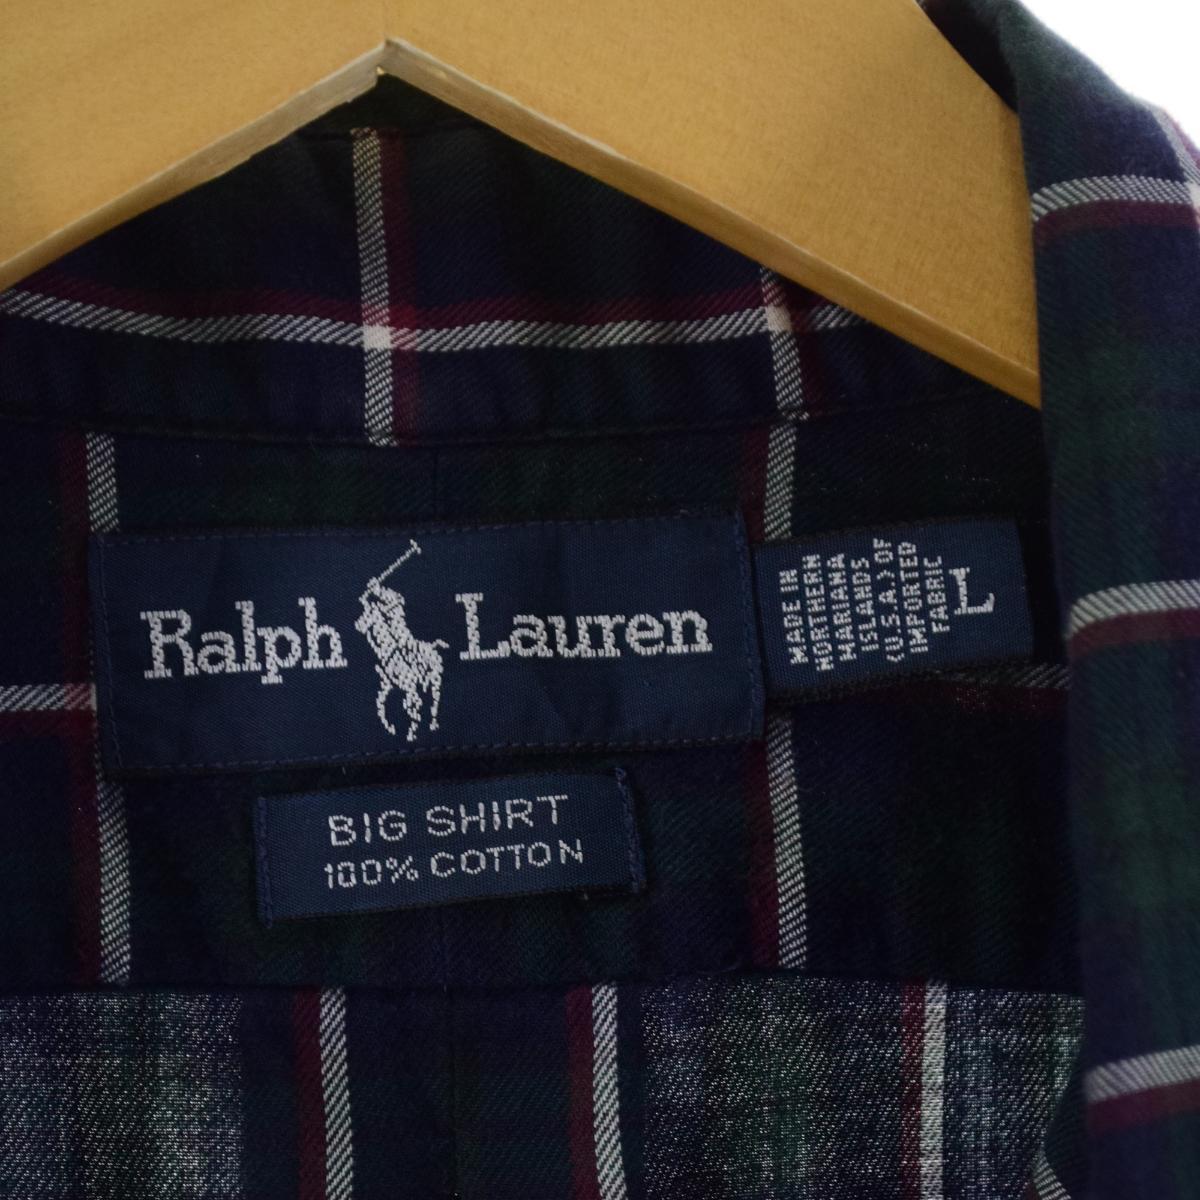 Ralph Lauren
MADE IN
NORTHERN
MARIANA
ISLANDS
(U.S.A.) OF
IMPORTED
FABRIC
L
BIG SHIRT
100% COTTON